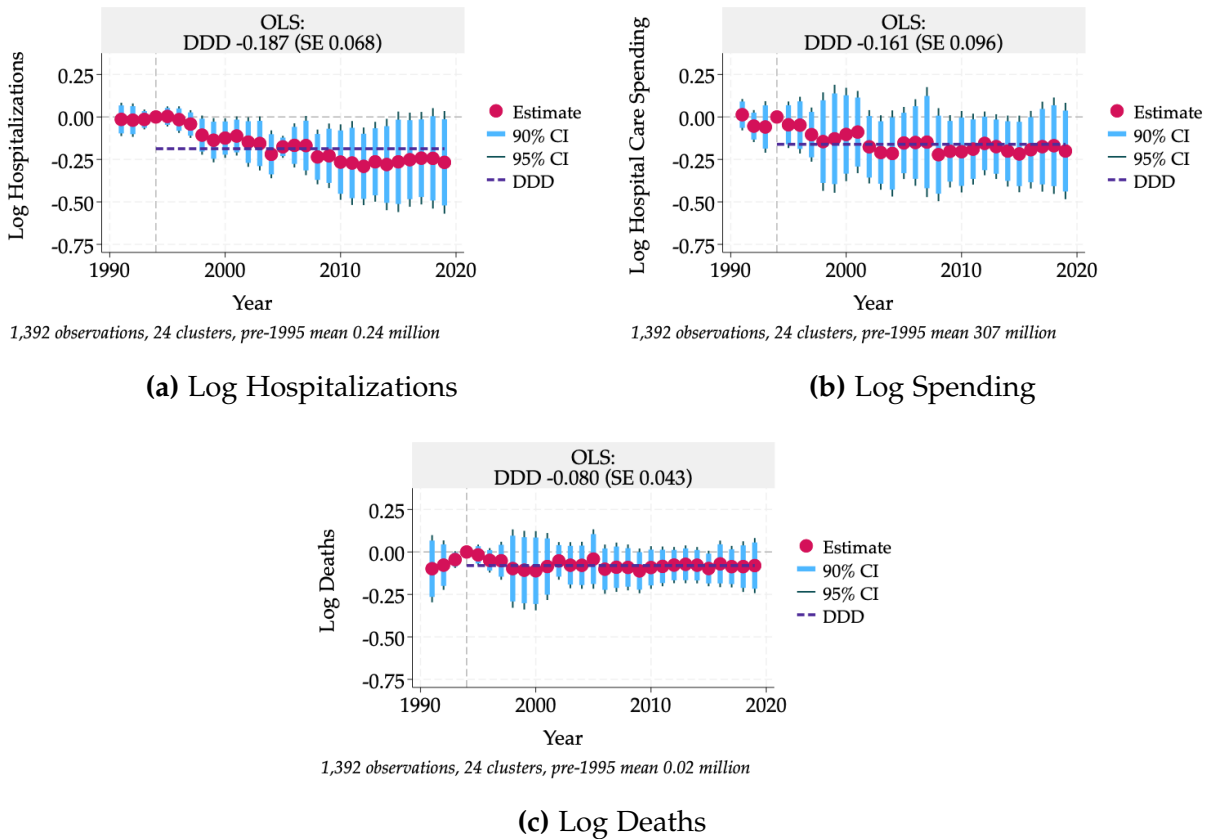 OLS:
DDD -0.187 (SE 0.068)
Log Hospitalizations
0.25
0.00
-0.25
-0.50
-0.75
1990 2000 2010 2020
Year
Estimate
90% CI
95% CI
DDD
1,392 observations, 24 clusters, pre-1995 mean 0.24 million
(a) Log Hospitalizations
OLS:
DDD -0.161 (SE 0.096)
Log Hospital Care Spending
0.25
0.00
-0.25
-0.50
-0.75
1990 2000 2010 2020
Year
Estimate
90% CI
95% CI
DDD
1,392 observations, 24 clusters, pre-1995 mean 307 million
(b) Log Spending
OLS:
DDD -0.080 (SE 0.043)
Log Deaths
0.25
0.00
-0.25
-0.50
-0.75
1990 2000 2010 2020
Year
Estimate
90% CI
95% CI
DDD
1,392 observations, 24 clusters, pre-1995 mean 0.02 million
(c) Log Deaths